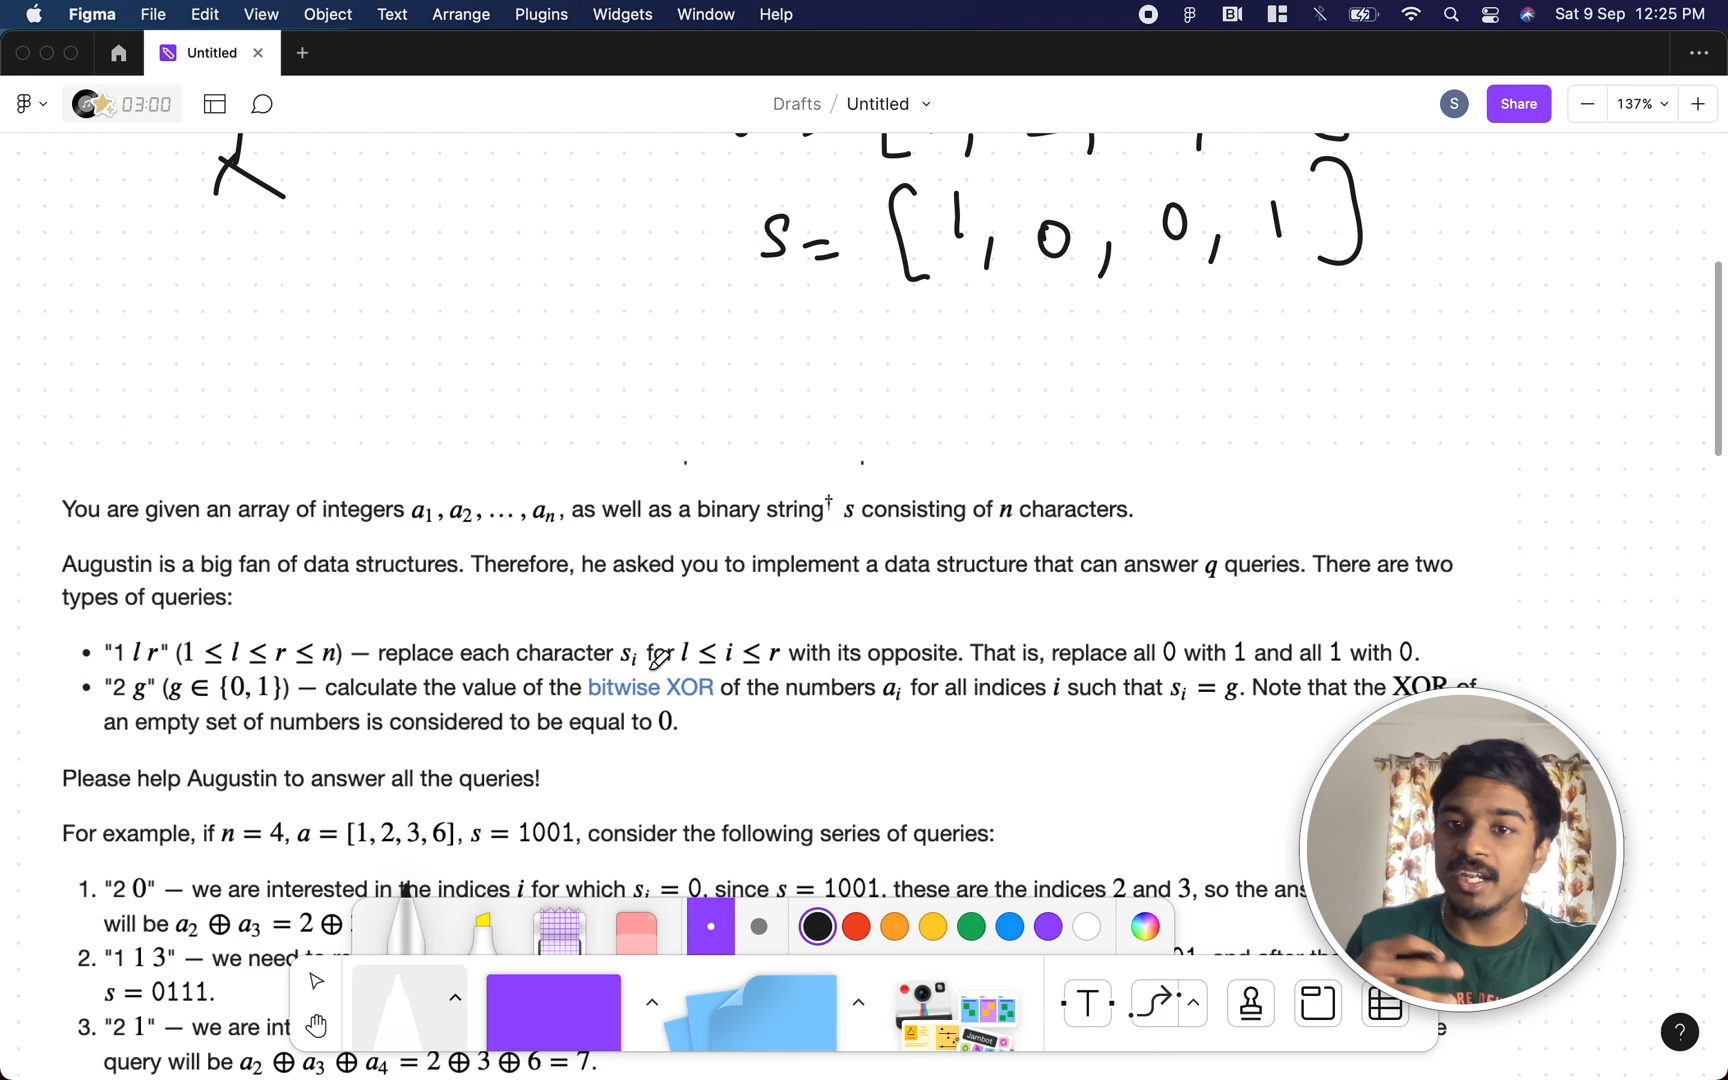 Figma File Edit View Object Text Arrange Plugins Widgets Window Help Sat 9 Sep 12:25 PM
Untitled
03:00 Drafts / Untitled S Share 137%
s = [1, 0, 0, 1]
You are given an array of integers a₁, a₂, …, aₙ, as well as a binary string† s consisting of n characters.
Augustin is a big fan of data structures. Therefore, he asked you to implement a data structure that can answer q queries. There are two
types of queries:
• "1 l r" (1 ≤ l ≤ r ≤ n) — replace each character sᵢ for l ≤ i ≤ r with its opposite. That is, replace all 0 with 1 and all 1 with 0.
• "2 g" (g ∈ {0, 1}) — calculate the value of the bitwise XOR of the numbers aᵢ for all indices i such that sᵢ = g. Note that the XOR of
an empty set of numbers is considered to be equal to 0.
Please help Augustin to answer all the queries!
For example, if n = 4, a = [1, 2, 3, 6], s = 1001, consider the following series of queries:
1. "2 0" — we are interested in the indices i for which sᵢ = 0, since s = 1001, these are the indices 2 and 3, so the
will be a₂ ⊕ a₃ = 2 ⊕
2. "1 1 3" — we need
s = 0111.
3. "2 1" — we are
query will be a₂ ⊕ a₃ ⊕ a₄ = 2 ⊕ 3 ⊕ 6 = 7.
T
Jambot
?